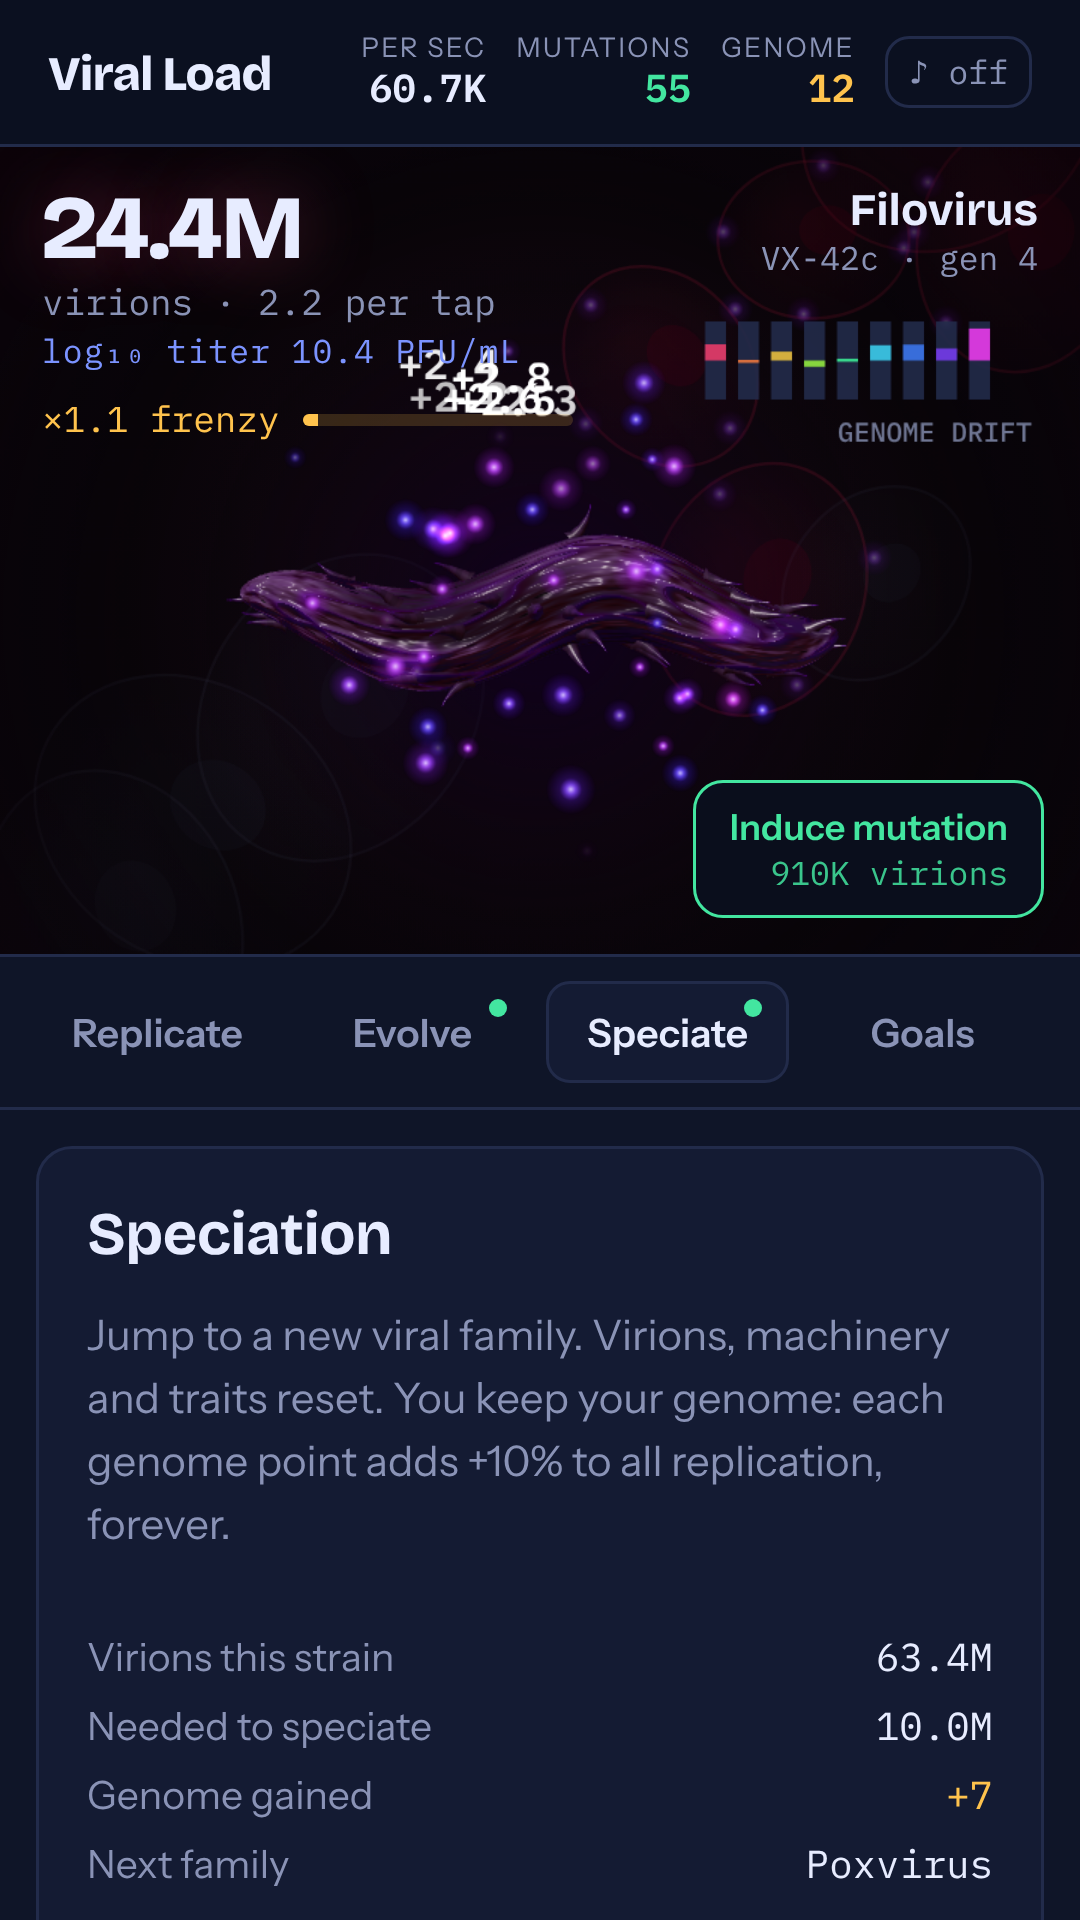 Viral Load
PER SEC
60.7K
MUTATIONS
55
GENOME
12
♪ off
24.4M
virions · 2.2 per tap
log₁₀ titer 10.4 PFU/mL
×1.1 frenzy
Filovirus
VX-42c · gen 4
GENOME DRIFT
Induce mutation
910K virions
Replicate
Evolve
Speciate
Goals
Speciation
Jump to a new viral family. Virions, machinery
and traits reset. You keep your genome: each
genome point adds +10% to all replication,
forever.
Virions this strain
63.4M
Needed to speciate
10.0M
Genome gained
+7
Next family
Poxvirus